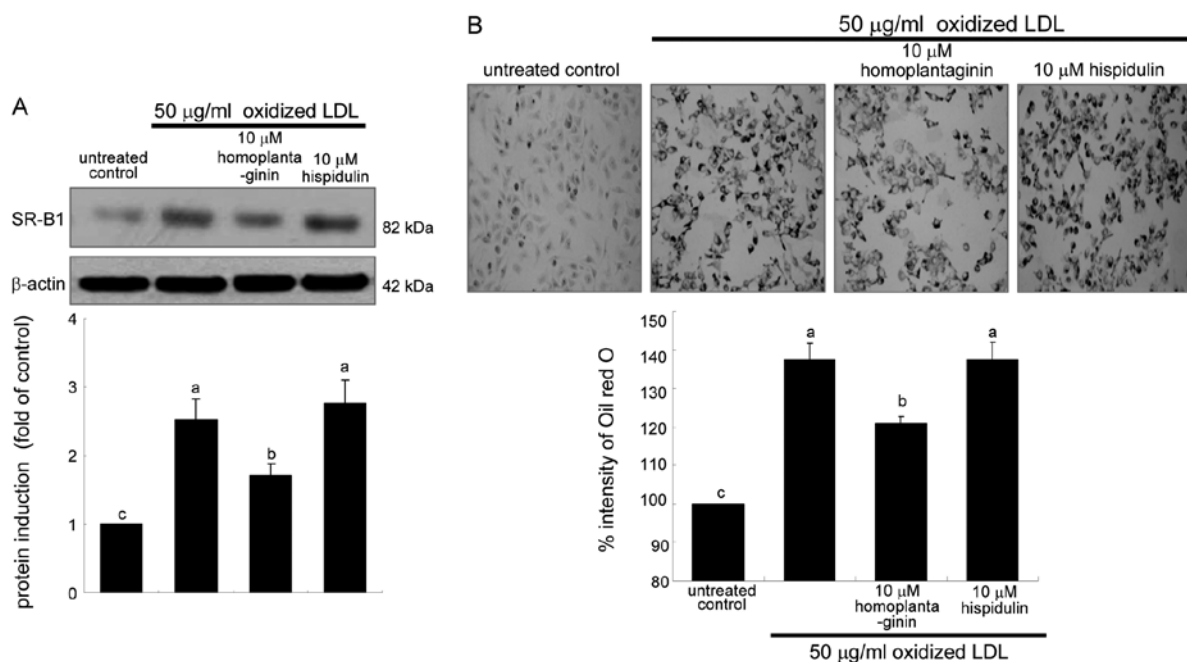 A
50 μg/ml oxidized LDL
untreated
control
10 μM
homoplanta
-ginin
10 μM
hispidulin
SR-B1
82 kDa
β-actin
42 kDa
protein induction (fold of control)
4
3
2
1
0
c
a
b
a
B
50 μg/ml oxidized LDL
untreated control
10 μM
homoplantaginin
10 μM hispidulin
% intensity of Oil red O
150
140
130
120
110
100
90
80
c
a
b
a
untreated
control
10 μM
homoplanta
-ginin
10 μM
hispidulin
50 μg/ml oxidized LDL